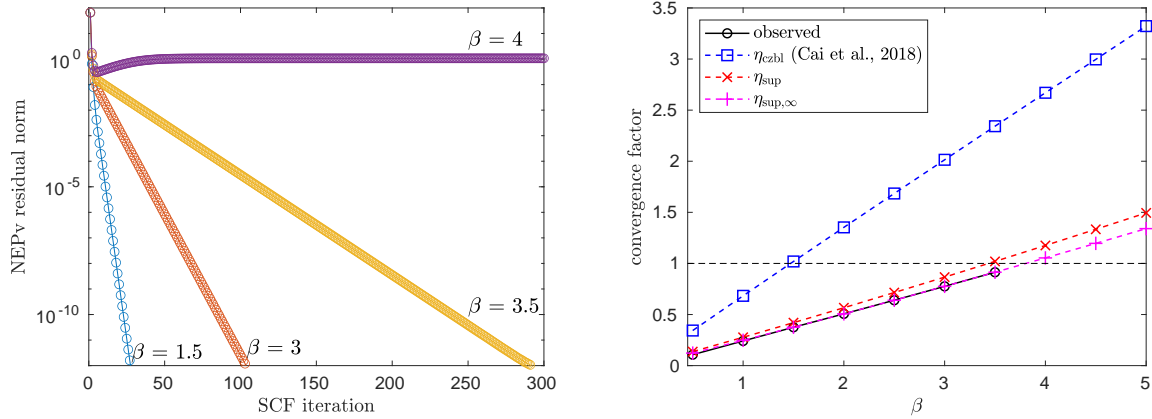 10^0
10^-5
10^-10
NEPv residual norm
0 50 100 150 200 250 300
SCF iteration
β = 4
β = 3.5
β = 3
β = 1.5
3.5
3
2.5
2
1.5
1
0.5
0
convergence factor
1 2 3 4 5
β
observed
η_czbl (Cai et al., 2018)
η_sup
η_sup,∞